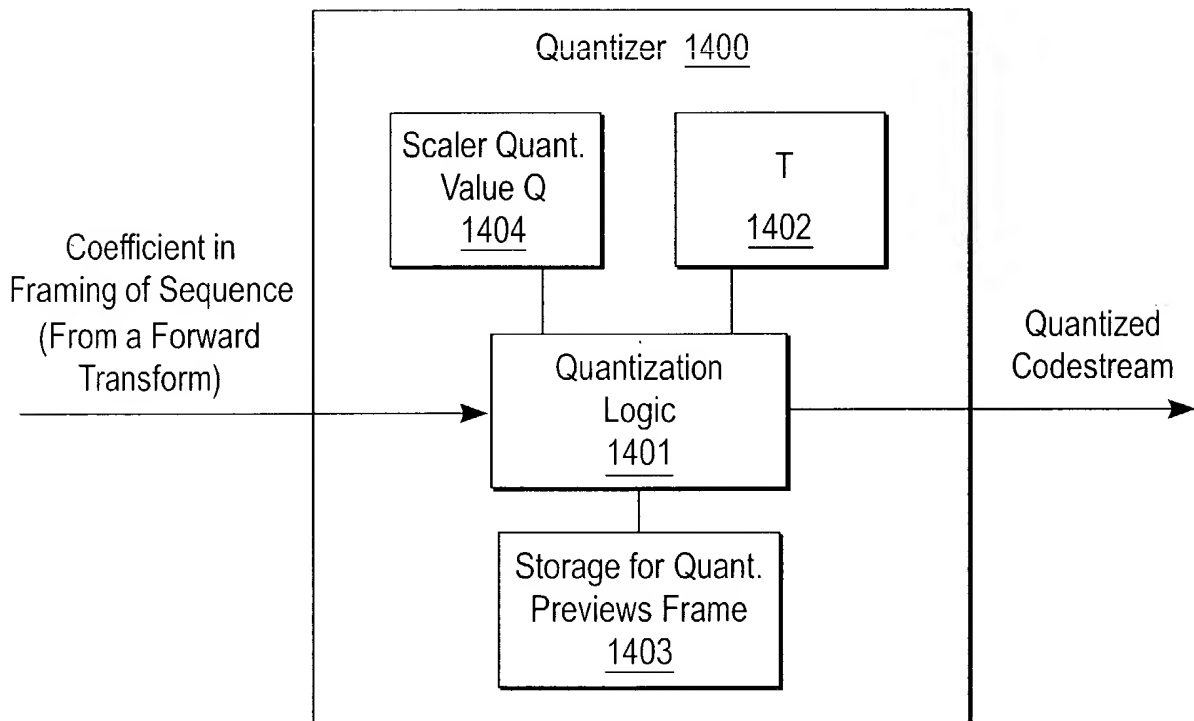 Quantizer 1400
Scaler Quant.
Value Q
1404
T
1402
Coefficient in
Framing of Sequence
(From a Forward
Transform)
Quantization
Logic
1401
Quantized
Codestream
Storage for Quant.
Previews Frame
1403